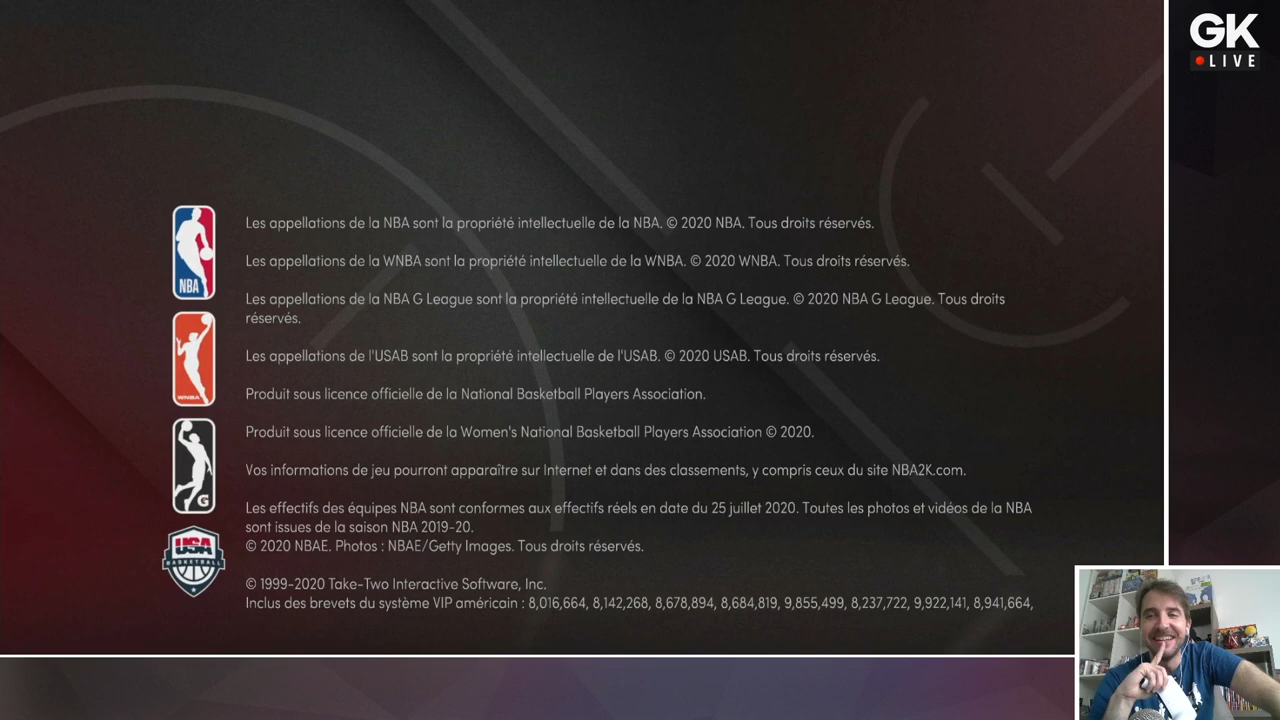 GK
LIVE
Les appellations de la NBA sont la propriété intellectuelle de la NBA. © 2020 NBA. Tous droits réservés.
Les appellations de la WNBA sont la propriété intellectuelle de la WNBA. © 2020 WNBA. Tous droits réservés.
Les appellations de la NBA G League sont la propriété intellectuelle de la NBA G League. © 2020 NBA G League. Tous droits
réservés.
Les appellations de l'USAB sont la propriété intellectuelle de l'USAB. © 2020 USAB. Tous droits réservés.
Produit sous licence officielle de la National Basketball Players Association.
Produit sous licence officielle de la Women's National Basketball Players Association © 2020.
Vos informations de jeu pourront apparaître sur Internet et dans des classements, y compris ceux du site NBA2K.com.
Les effectifs des équipes NBA sont conformes aux effectifs réels en date du 25 juillet 2020. Toutes les photos et vidéos de la NBA
sont issues de la saison NBA 2019-20.
© 2020 NBAE. Photos : NBAE/Getty Images. Tous droits réservés.
© 1999-2020 Take-Two Interactive Software, Inc.
Inclus des brevets du système VIP américain : 8,016,664, 8,142,268, 8,678,894, 8,684,819, 9,855,499, 8,237,722, 9,922,141, 8,941,664,
NBA
WNBA
G
USA
BASKETBALL